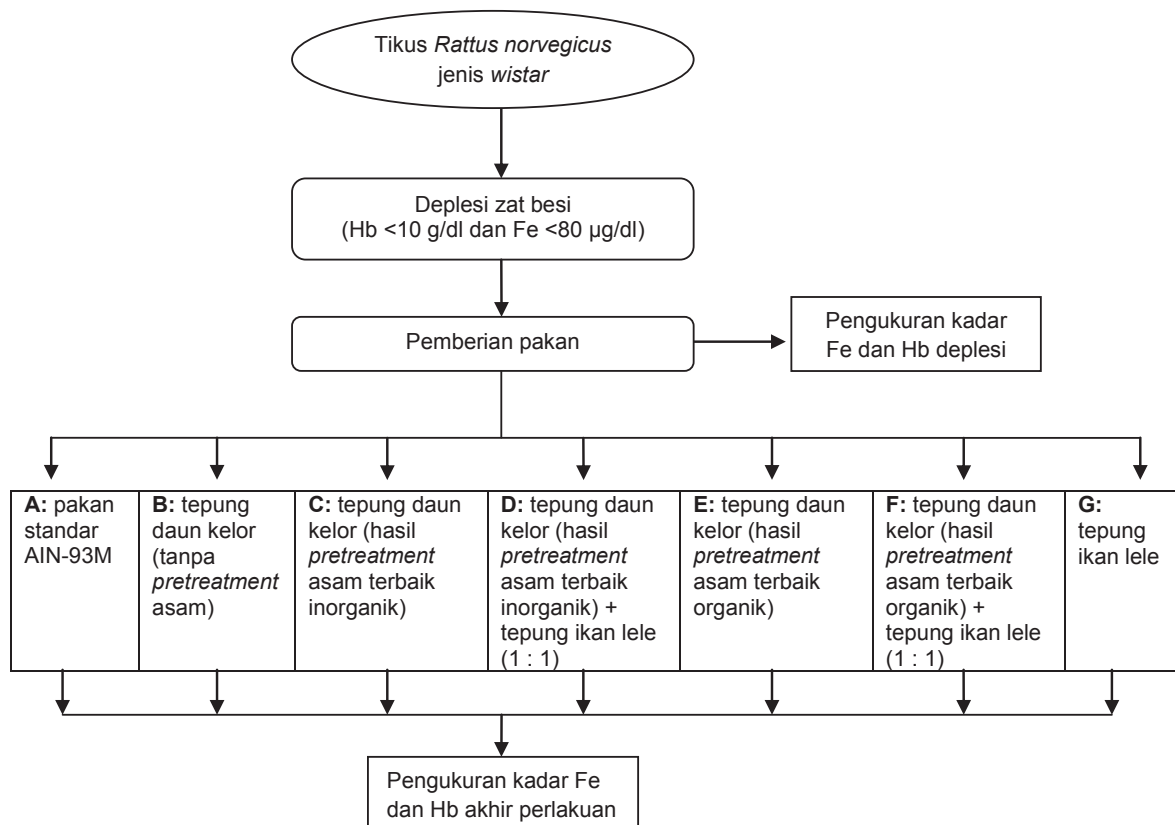 Tikus Rattus norvegicus
jenis wistar
Deplesi zat besi
(Hb <10 g/dl dan Fe <80 µg/dl)
Pemberian pakan
Pengukuran kadar
Fe dan Hb deplesi
A: pakan
standar
AIN-93M
B: tepung
daun kelor
(tanpa
pretreatment
asam)
C: tepung daun
kelor (hasil
pretreatment
asam terbaik
inorganik)
D: tepung daun
kelor (hasil
pretreatment
asam terbaik
inorganik) +
tepung ikan lele
(1 : 1)
E: tepung daun
kelor (hasil
pretreatment
asam terbaik
organik)
F: tepung daun
kelor (hasil
pretreatment
asam terbaik
organik) +
tepung ikan lele
(1 : 1)
G:
tepung
ikan lele
Pengukuran kadar Fe
dan Hb akhir perlakuan